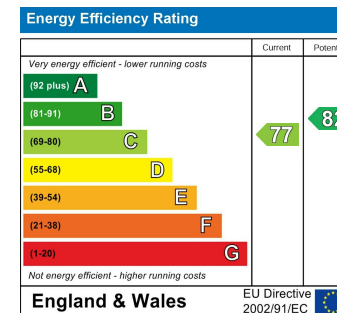 Energy Efficiency Rating
Current
Very energy efficient - lower running costs
(92 plus) A
(81-91) B
(69-80) C
77
(55-68) D
(39-54) E
(21-38) F
(1-20) G
Not energy efficient - higher running costs
England & Wales
EU Directive
2002/91/EC